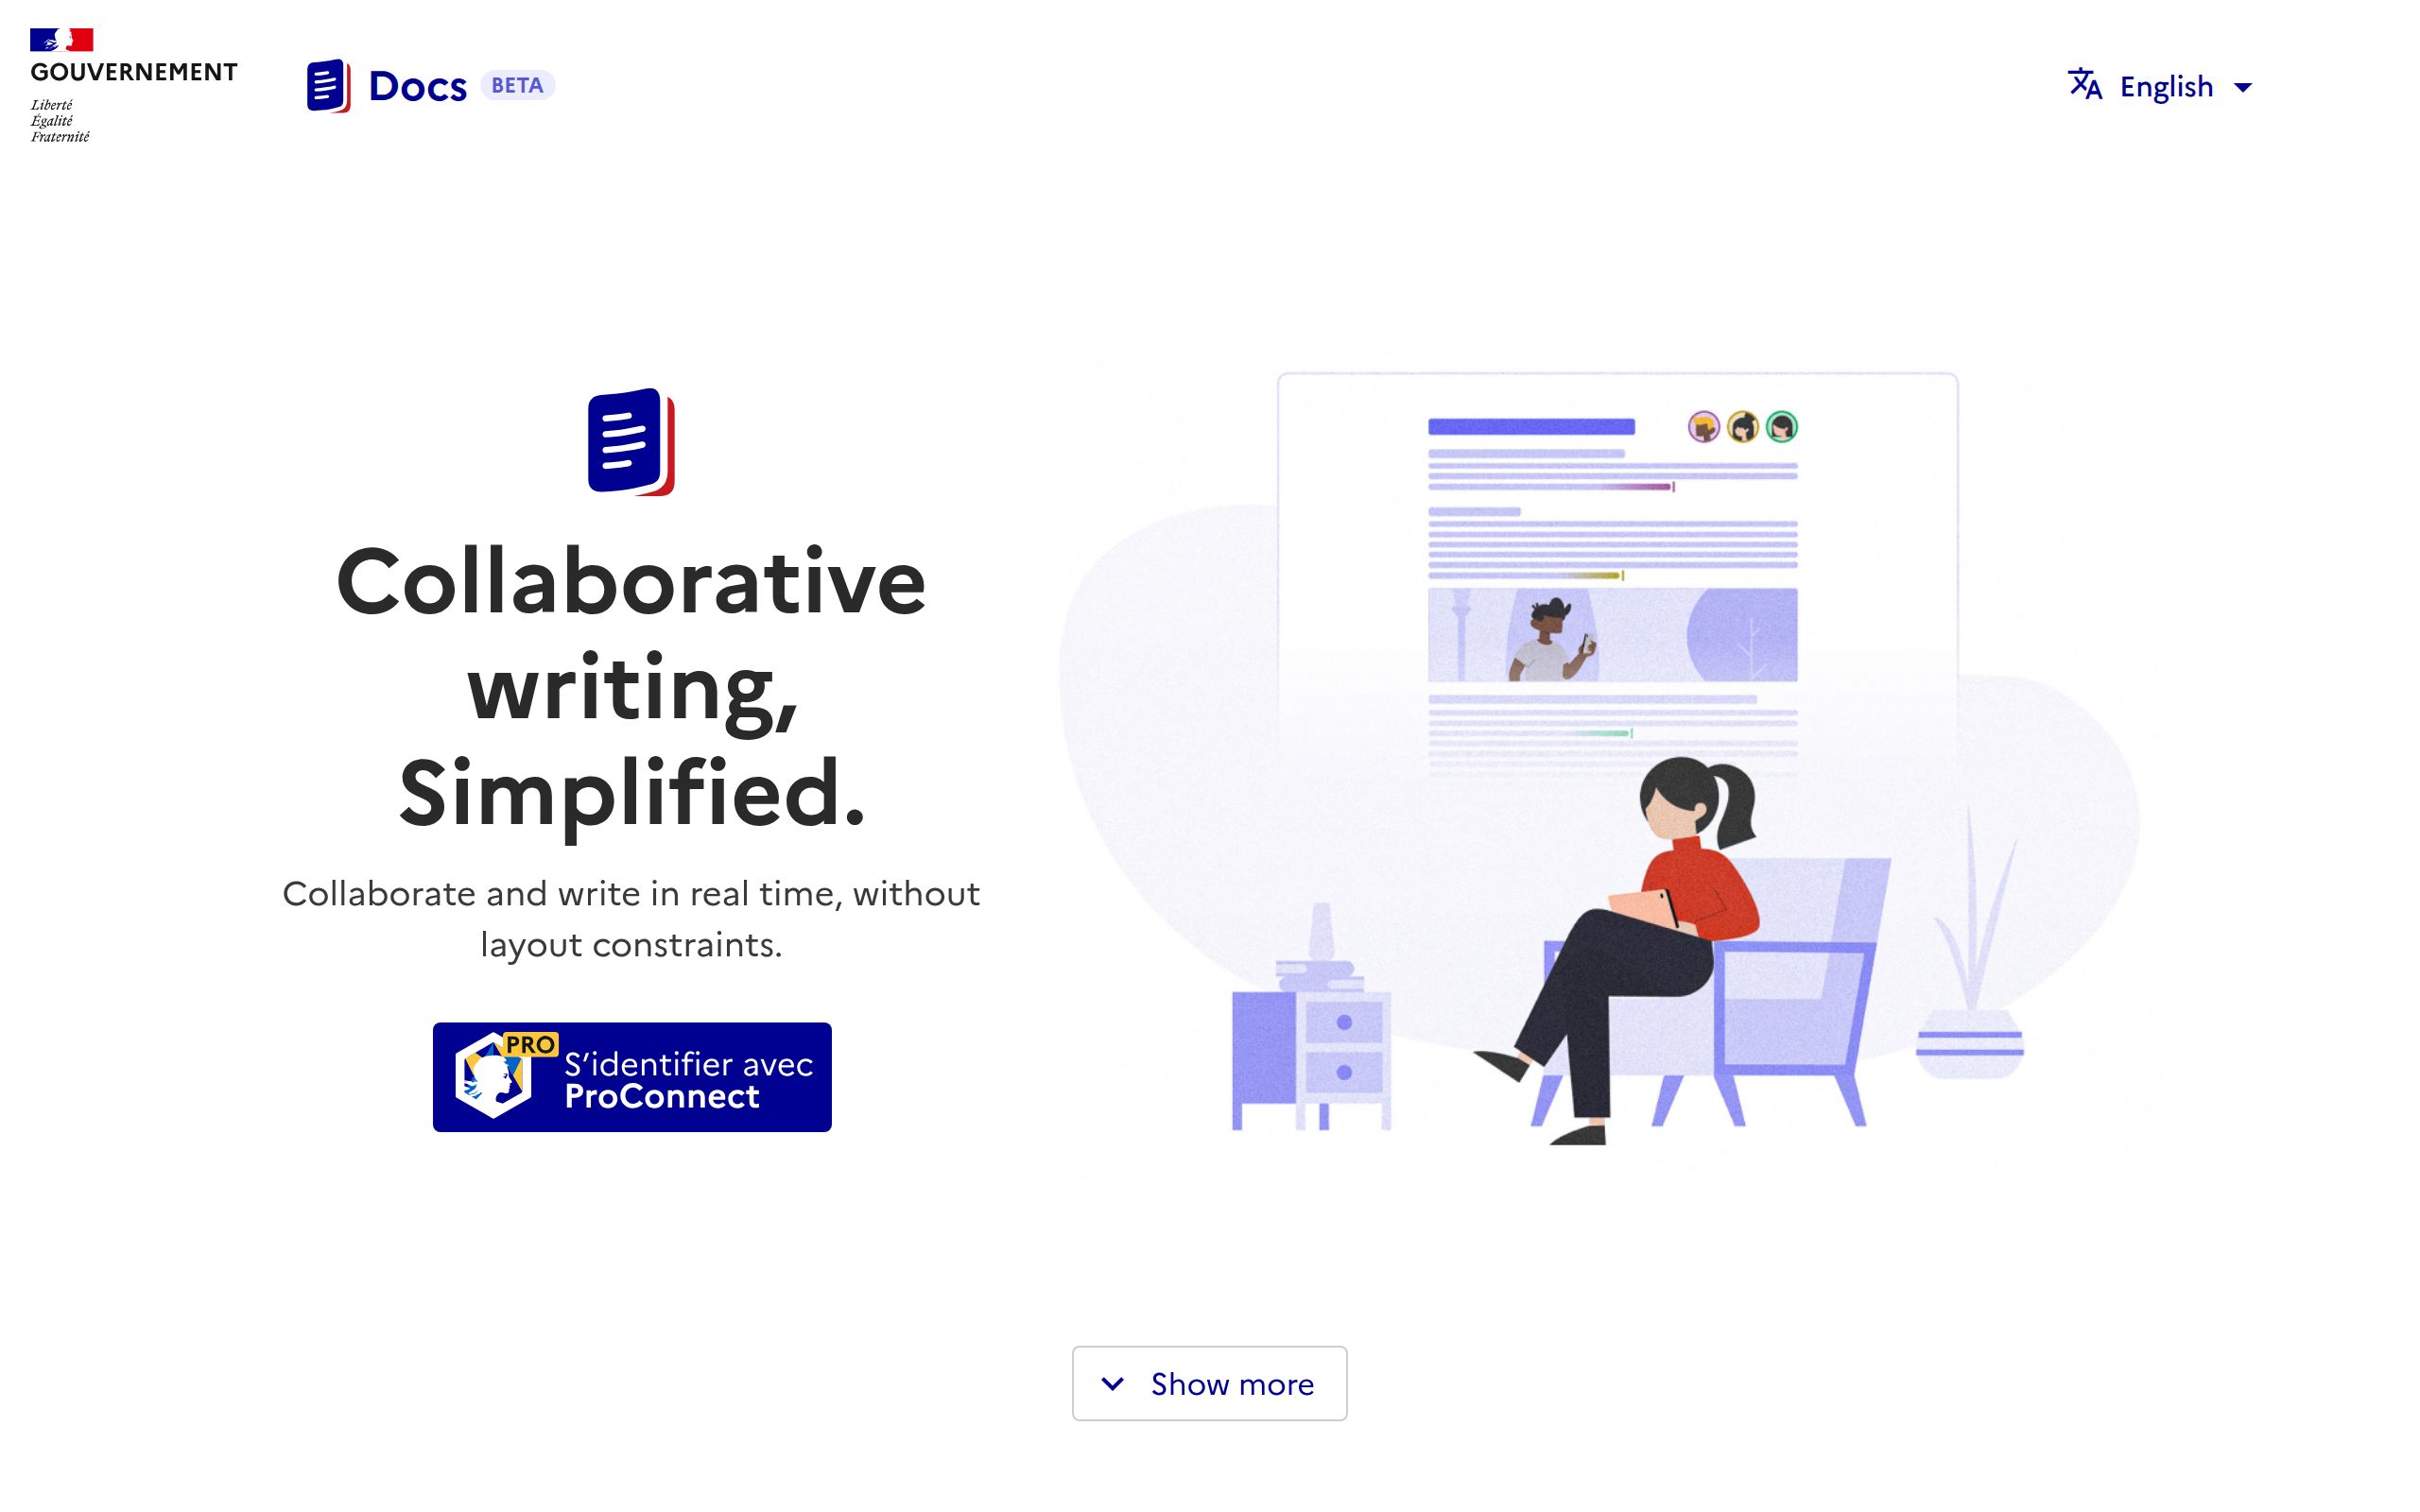 GOUVERNEMENT
Liberté
Égalité
Fraternité
Docs BETA
English
Collaborative
writing,
Simplified.
Collaborate and write in real time, without
layout constraints.
PRO
S’identifier avec
ProConnect
Show more